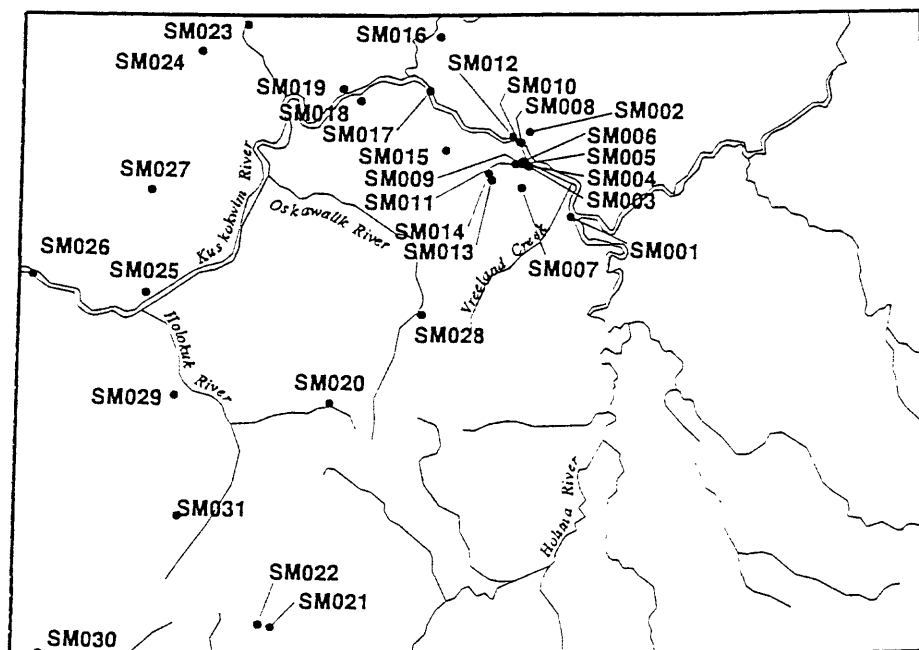 SM023
SM016
SM024
SM012
SM010
SM019
SM008
SM002
SM018
SM017
SM006
SM015
SM005
SM009
SM004
SM027
SM011
SM003
Kuskokwim River
Oskawalik River
SM014
SM013
Vreeland Creek
SM001
SM026
SM007
SM025
SM028
Holokuk River
SM029
SM020
Hohna River
SM031
SM022
SM021
SM030